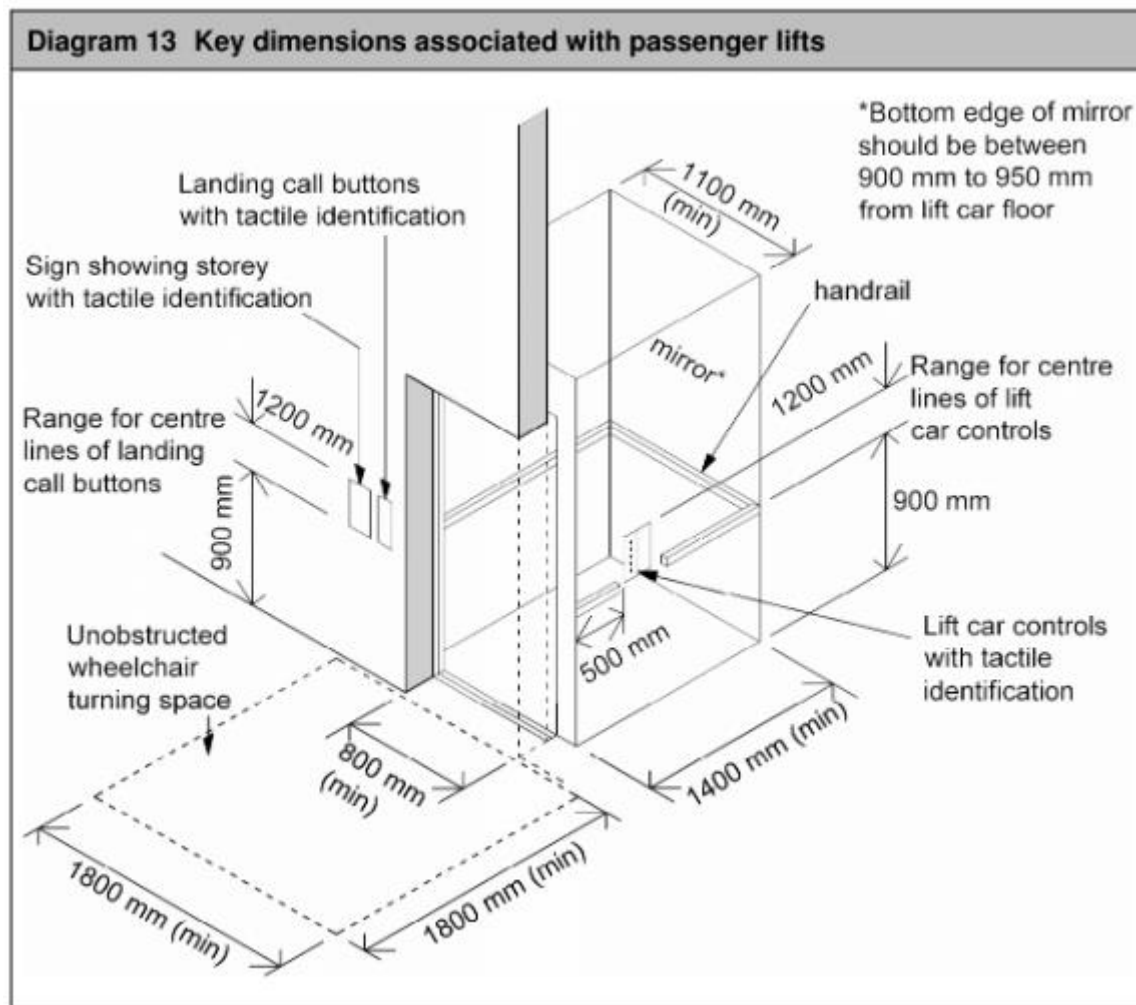 Diagram 13 Key dimensions associated with passenger lifts
*Bottom edge of mirror
should be between
900 mm to 950 mm
from lift car floor
1100 mm
(min)
Landing call buttons
with tactile identification
Sign showing storey
with tactile identification
handrail
mirror*
1200 mm
Range for centre
lines of lift
car controls
1200 mm
Range for centre
lines of landing
call buttons
900 mm
900 mm
Unobstructed
wheelchair
turning space
500 mm
Lift car controls
with tactile
identification
800 mm
(min)
1400 mm (min)
1800 mm (min)
1800 mm (min)